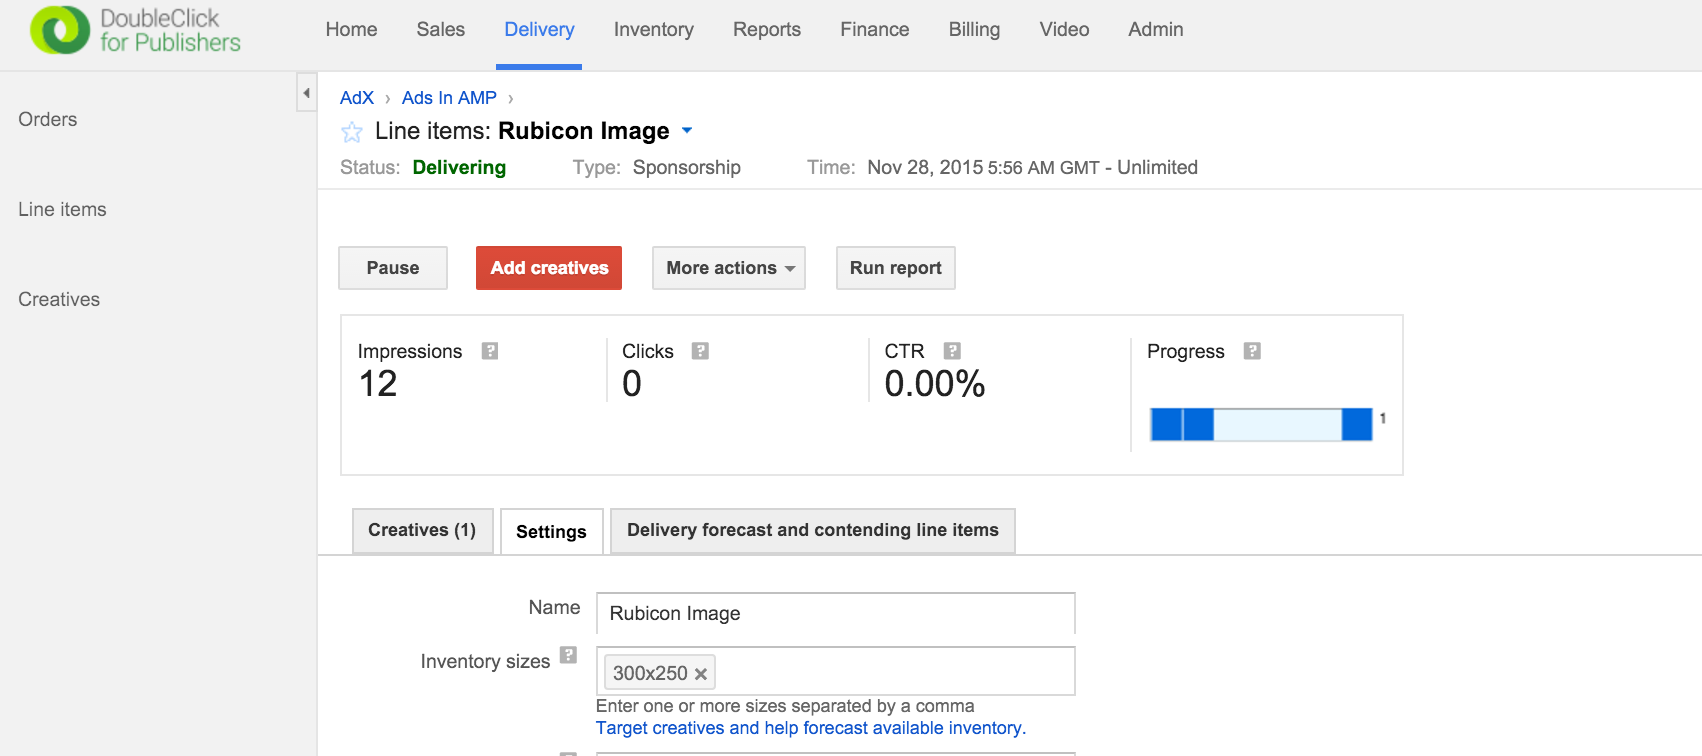 DoubleClick
for Publishers
Home Sales Delivery Inventory Reports Finance Billing Video Admin
Orders
Line items
Creatives
AdX › Ads In AMP ›
Line items: Rubicon Image
Status: Delivering Type: Sponsorship Time: Nov 28, 2015 5:56 AM GMT - Unlimited
Pause Add creatives More actions Run report
Impressions ? Clicks ? CTR ? Progress ?
12 0 0.00%
1
Creatives (1) Settings Delivery forecast and contending line items
Name Rubicon Image
Inventory sizes ? 300x250 ×
Enter one or more sizes separated by a comma
Target creatives and help forecast available inventory.